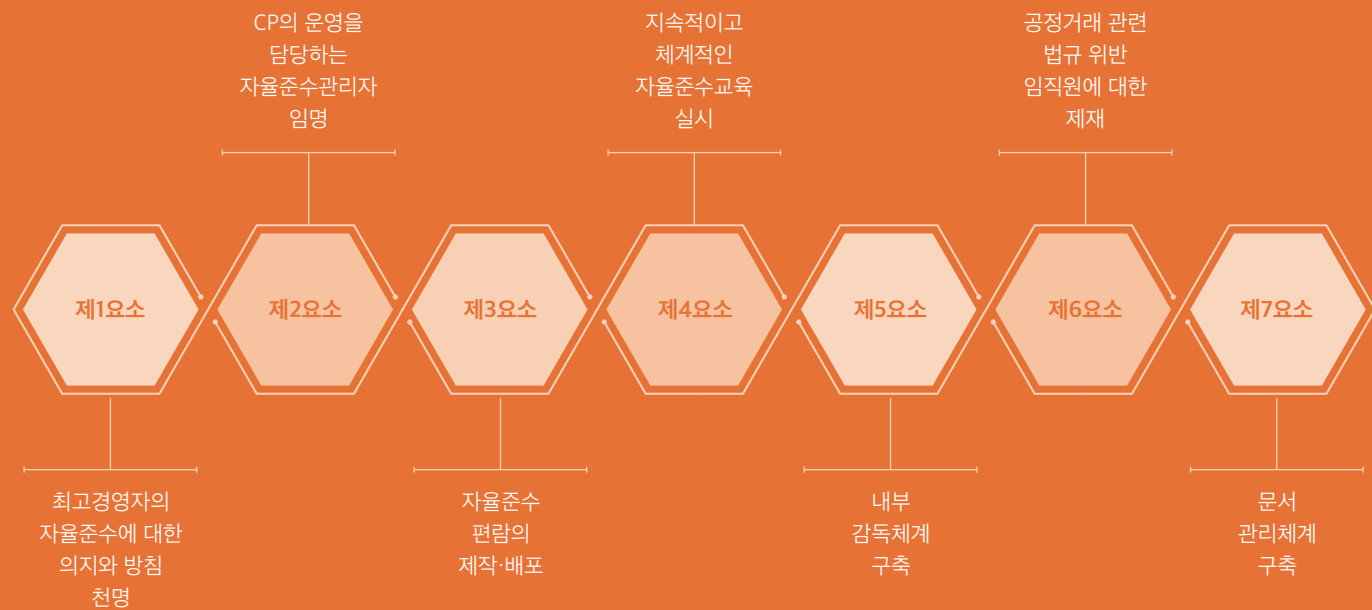 CP의 운영을
담당하는
자율준수관리자
임명
지속적이고
체계적인
자율준수교육
실시
공정거래 관련
법규 위반
임직원에 대한
제재
제1요소
제2요소
제3요소
제4요소
제5요소
제6요소
제7요소
최고경영자의
자율준수에 대한
의지와 방침
천명
자율준수
편람의
제작·배포
내부
감독체계
구축
문서
관리체계
구축